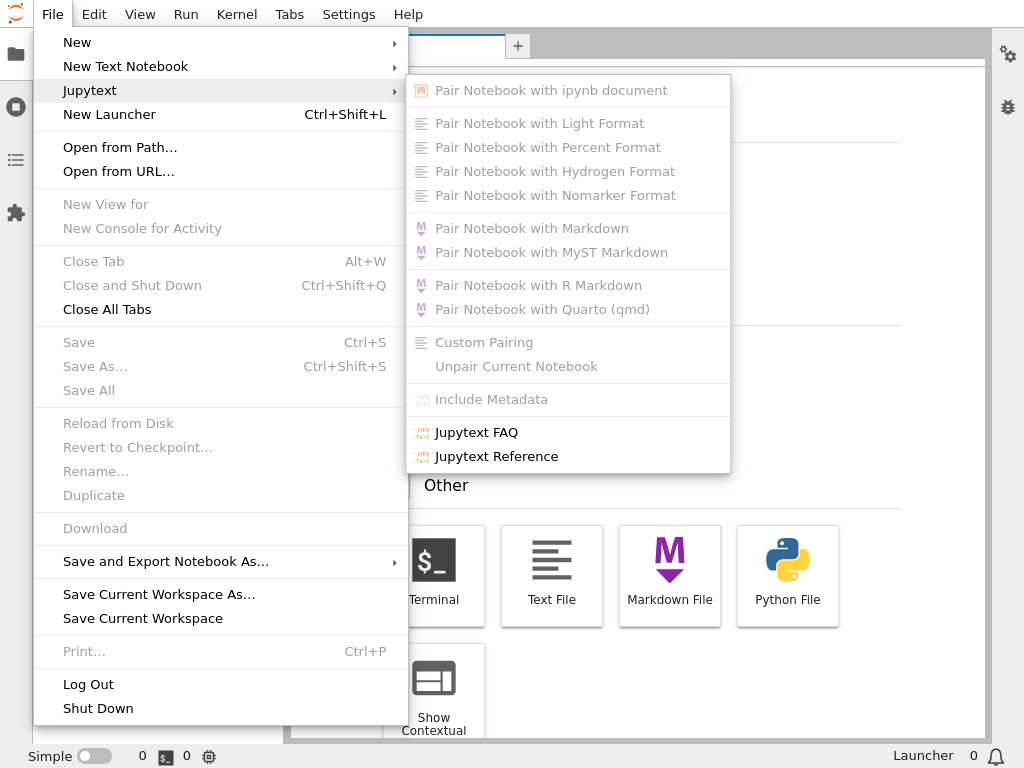 File Edit View Run Kernel Tabs Settings Help
New
New Text Notebook
Jupytext
New Launcher Ctrl+Shift+L
Open from Path…
Open from URL…
New View for
New Console for Activity
Close Tab Alt+W
Close and Shut Down Ctrl+Shift+Q
Close All Tabs
Save Ctrl+S
Save As… Ctrl+Shift+S
Save All
Reload from Disk
Revert to Checkpoint…
Rename…
Duplicate
Download
Save and Export Notebook As…
Save Current Workspace As…
Save Current Workspace
Print… Ctrl+P
Log Out
Shut Down
Pair Notebook with ipynb document
Pair Notebook with Light Format
Pair Notebook with Percent Format
Pair Notebook with Hydrogen Format
Pair Notebook with Nomarker Format
Pair Notebook with Markdown
Pair Notebook with MyST Markdown
Pair Notebook with R Markdown
Pair Notebook with Quarto (qmd)
Custom Pairing
Unpair Current Notebook
Include Metadata
Jupytext FAQ
Jupytext Reference
Other
Terminal
Text File
Markdown File
Python File
Show
Contextual
Simple 0 0 Launcher 0